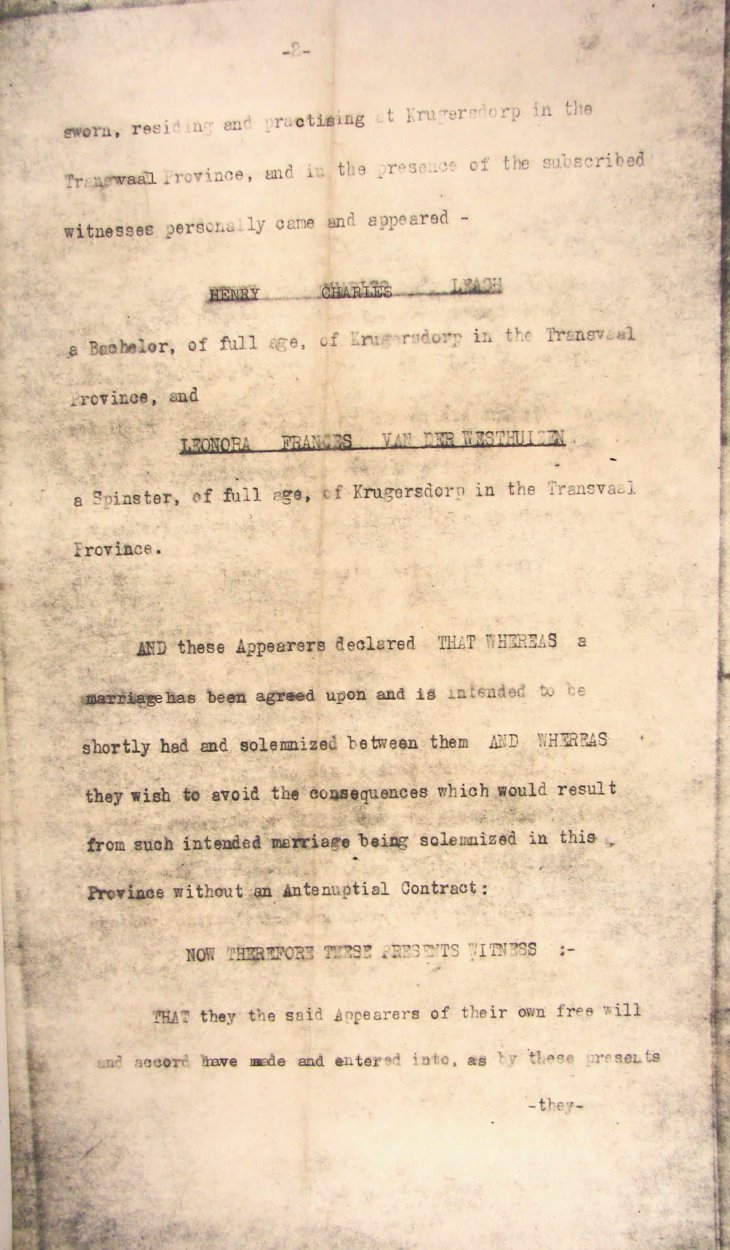 -2-
sworn, residing and practising at Krugersdorp in the
Transvaal Province, and in the presence of the subscribed
witnesses personally came and appeared -
HENRY CHARLES LEACH
a Bachelor, of full age, of Krugersdorp in the Transvaal
Province, and
LEONORA FRANCES VAN DER WESTHUIZEN
a Spinster, of full age, of Krugersdorp in the Transvaal
Province.
AND these Appearers declared THAT WHEREAS a
marriage has been agreed upon and is intended to be
shortly had and solemnized between them AND WHEREAS
they wish to avoid the consequences which would result
from such intended marriage being solemnized in this
Province without an Antenuptial Contract:
NOW THEREFORE THESE PRESENTS WITNESS :-
THAT they the said Appearers of their own free will
and accord have made and entered into, as by these presents
-they-